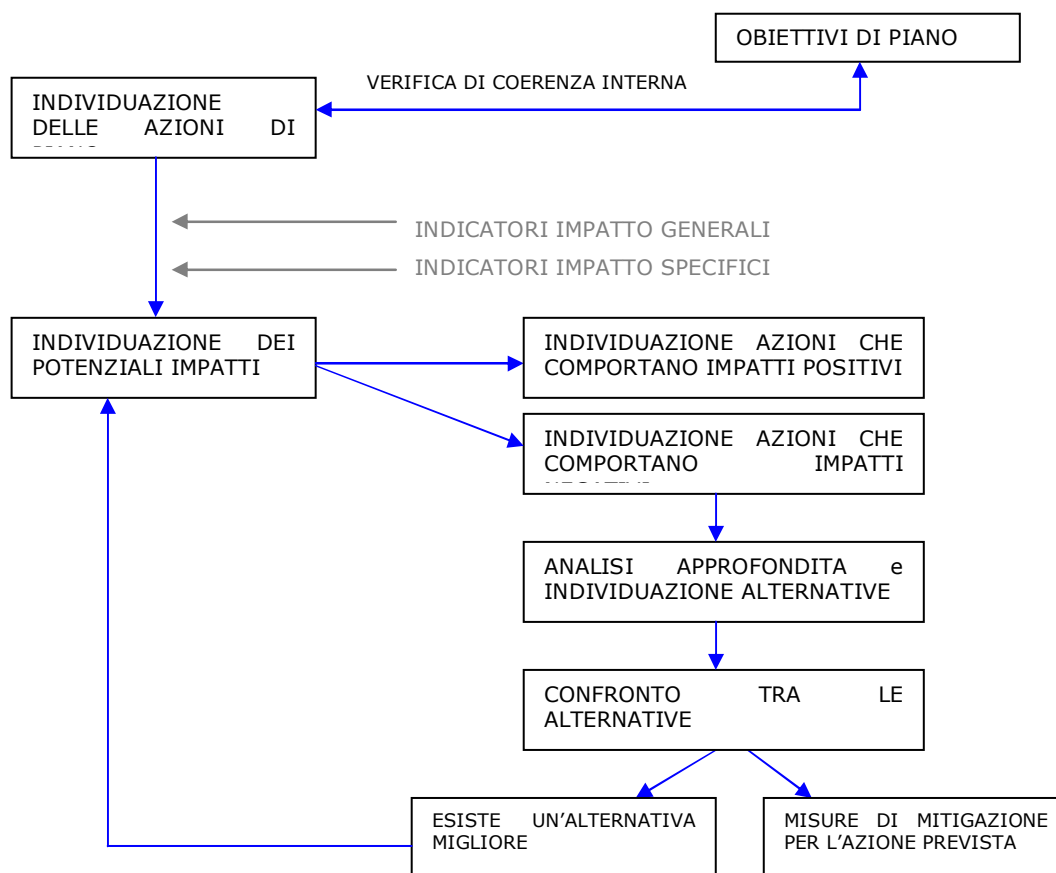 OBIETTIVI DI PIANO
VERIFICA DI COERENZA INTERNA
INDIVIDUAZIONE
DELLE AZIONI DI
INDICATORI IMPATTO GENERALI
INDICATORI IMPATTO SPECIFICI
INDIVIDUAZIONE DEI
POTENZIALI IMPATTI
INDIVIDUAZIONE AZIONI CHE
COMPORTANO IMPATTI POSITIVI
INDIVIDUAZIONE AZIONI CHE
COMPORTANO IMPATTI
ANALISI APPROFONDITA e
INDIVIDUAZIONE ALTERNATIVE
CONFRONTO TRA LE
ALTERNATIVE
ESISTE UN’ALTERNATIVA
MIGLIORE
MISURE DI MITIGAZIONE
PER L’AZIONE PREVISTA